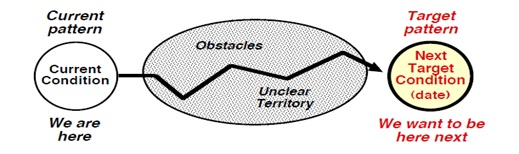 Current
pattern
Current
Condition
We are
here
Obstacles
Unclear
Territory
Target
pattern
Next
Target
Condition
(date)
We want to be
here next